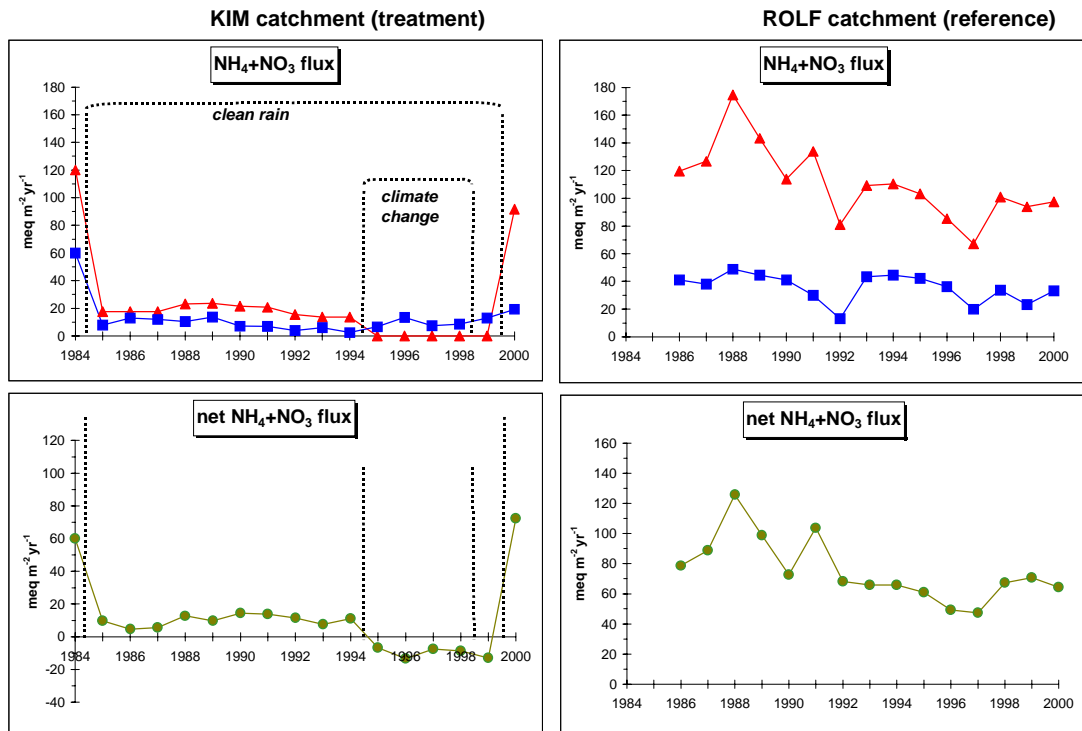 KIM catchment (treatment)
ROLF catchment (reference)
NH4+NO3 flux
180
160
140
120
100
80
60
40
20
0
meq m-2 yr-1
clean rain
climate
change
1984 1986 1988 1990 1992 1994 1996 1998 2000
NH4+NO3 flux
180
160
140
120
100
80
60
40
20
0
meq m-2 yr-1
1984 1986 1988 1990 1992 1994 1996 1998 2000
net NH4+NO3 flux
120
100
80
60
40
20
0
-20
-40
meq m-2 yr-1
1984 1986 1988 1990 1992 1994 1996 1998 2000
net NH4+NO3 flux
160
140
120
100
80
60
40
20
0
meq m-2 yr-1
1984 1986 1988 1990 1992 1994 1996 1998 2000